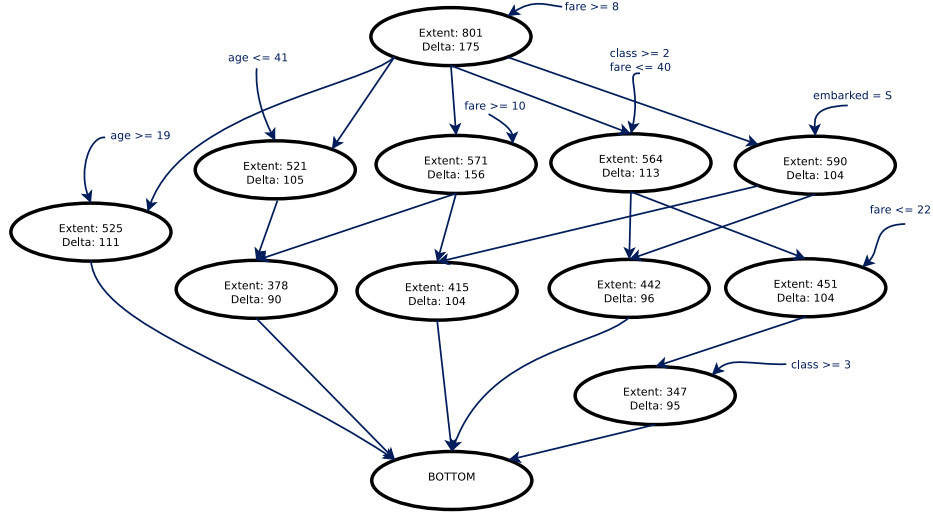 fare >= 8
Extent: 801
Delta: 175
age <= 41
class >= 2
fare <= 40
fare >= 10
embarked = S
age >= 19
Extent: 521
Delta: 105
Extent: 571
Delta: 156
Extent: 564
Delta: 113
Extent: 590
Delta: 104
fare <= 22
Extent: 525
Delta: 111
Extent: 378
Delta: 90
Extent: 415
Delta: 104
Extent: 442
Delta: 96
Extent: 451
Delta: 104
class >= 3
Extent: 347
Delta: 95
BOTTOM